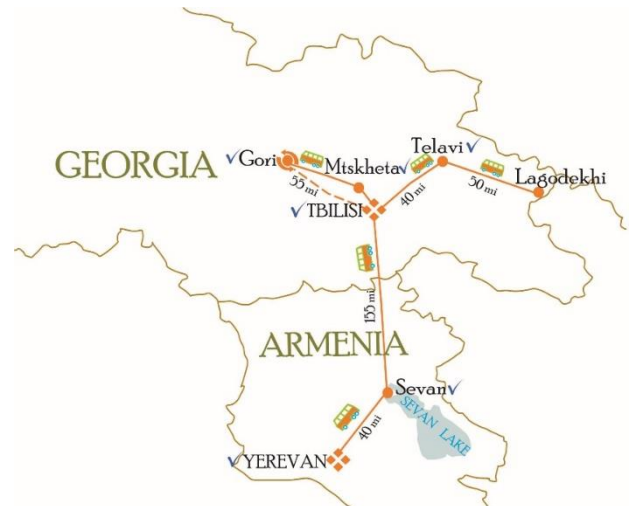 Telavi
GEORGIA
Gori
Mtskheta
Lagodekhi
55 mi
40 mi
50 mi
TBILISI
155 mi
ARMENIA
Sevan
SEVAN LAKE
40 mi
YEREVAN